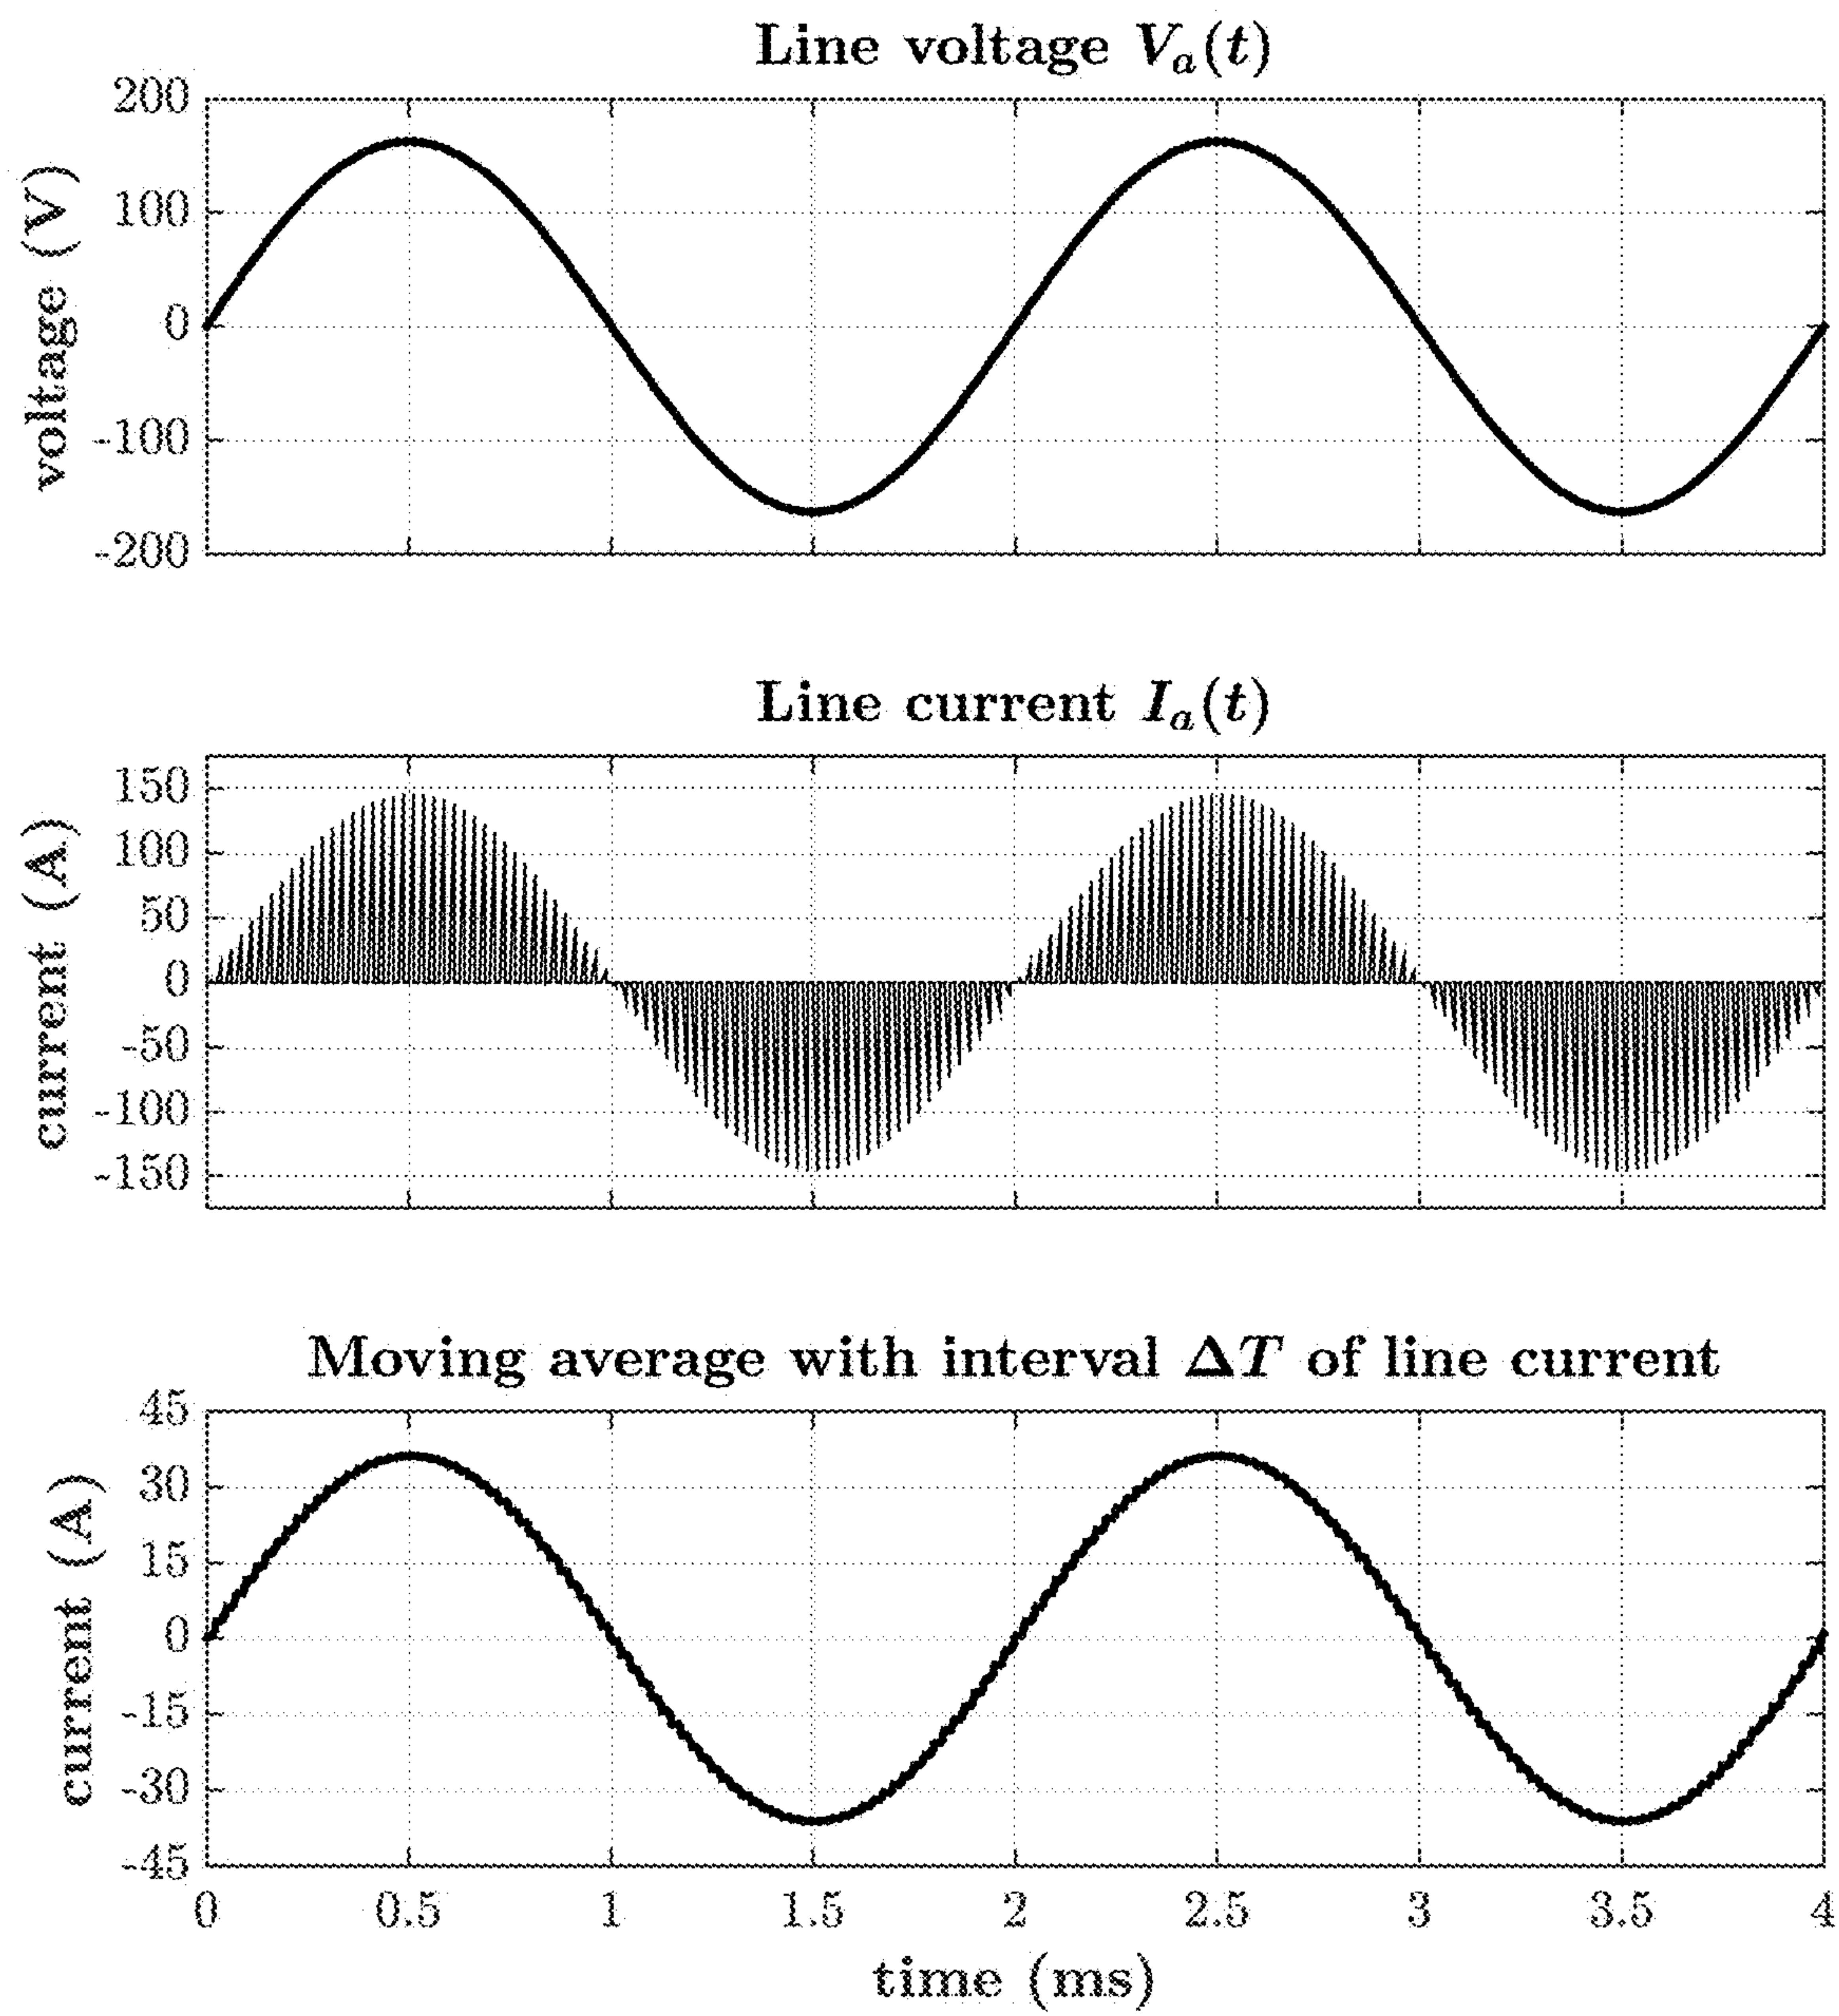 Line voltage Vₐ(t)
200
100
0
-100
-200
voltage (V)
Line current Iₐ(t)
150
100
50
0
-50
-100
-150
current (A)
Moving average with interval ΔT of line current
45
30
15
0
-15
-30
-45
current (A)
0 0.5 1 1.5 2 2.5 3 3.5 4
time (ms)